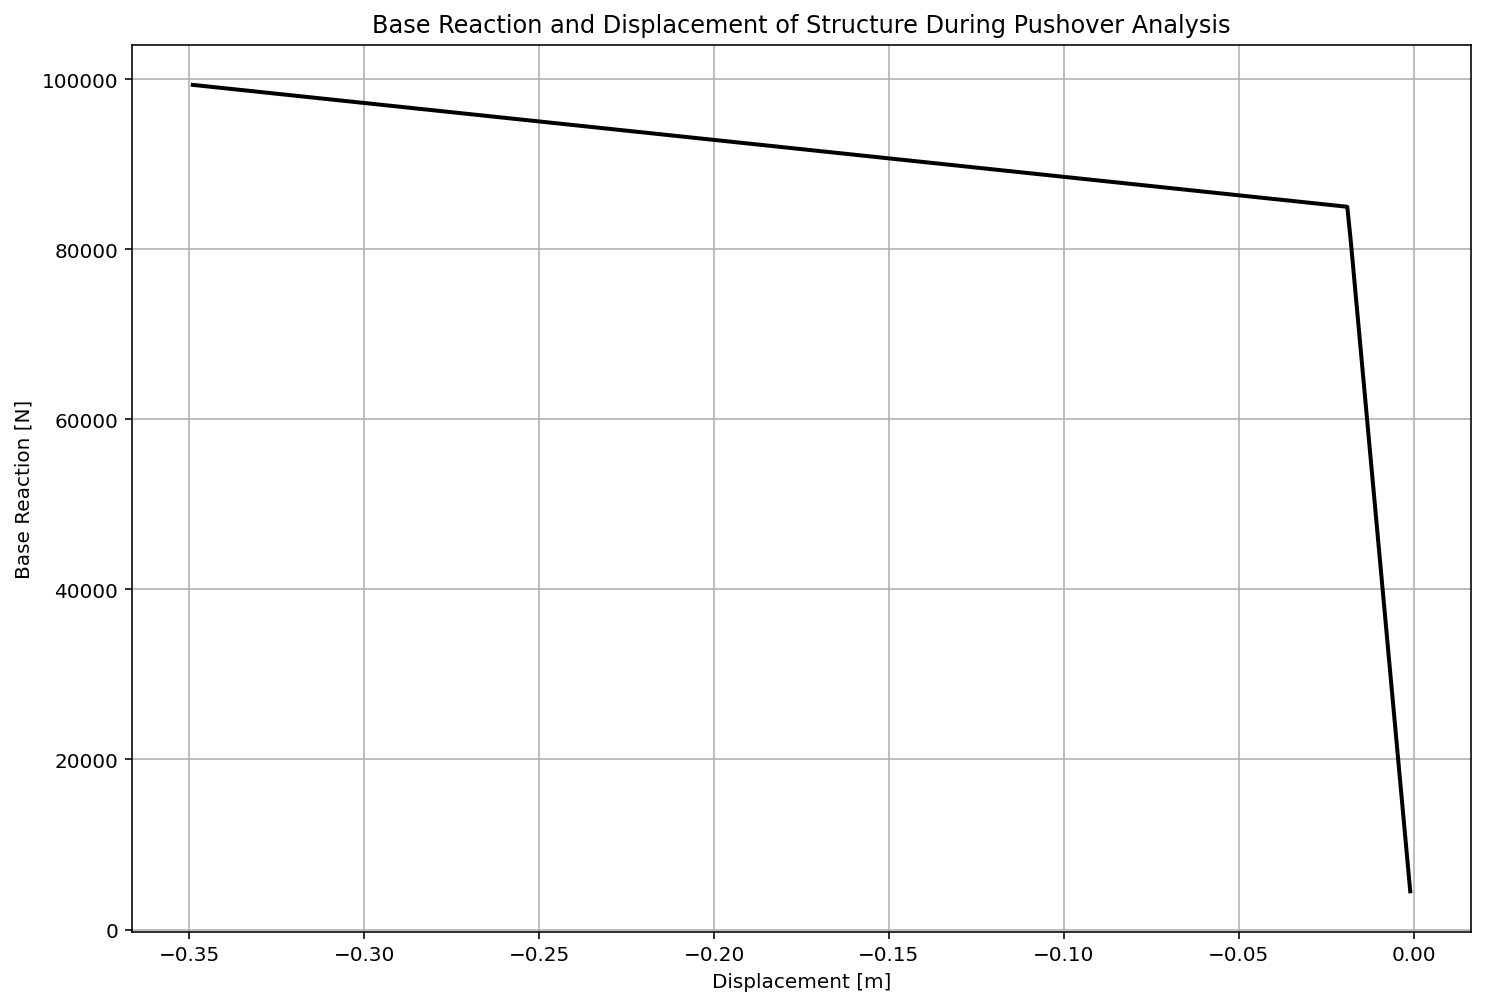 Base Reaction and Displacement of Structure During Pushover Analysis
100000
80000
60000
40000
20000
0
Base Reaction [N]
−0.35 −0.30 −0.25 −0.20 −0.15 −0.10 −0.05 0.00
Displacement [m]